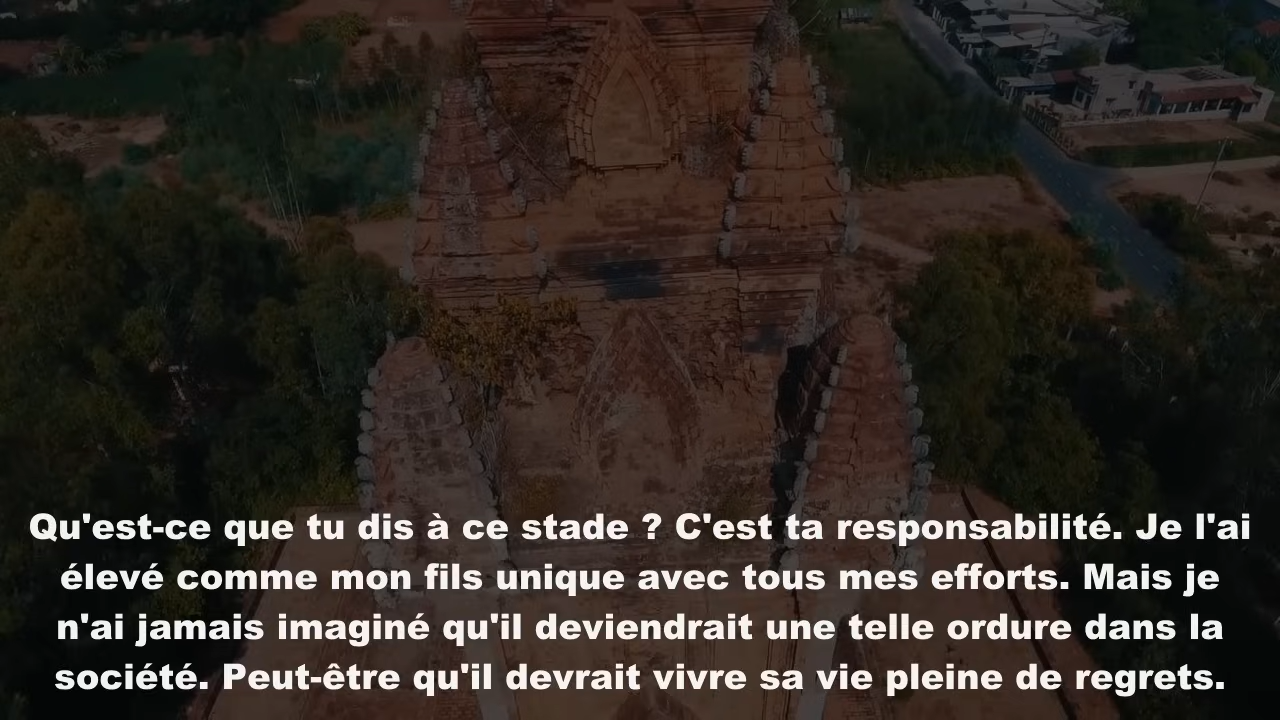 Qu'est-ce que tu dis à ce stade ? C'est ta responsabilité. Je l'ai
élevé comme mon fils unique avec tous mes efforts. Mais je
n'ai jamais imaginé qu'il deviendrait une telle ordure dans la
société. Peut-être qu'il devrait vivre sa vie pleine de regrets.